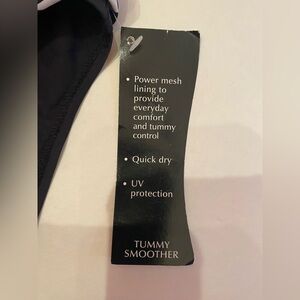 • Power mesh
lining to
provide
everyday
comfort
and tummy
control
• Quick dry
• UV
protection
TUMMY
SMOOTHER